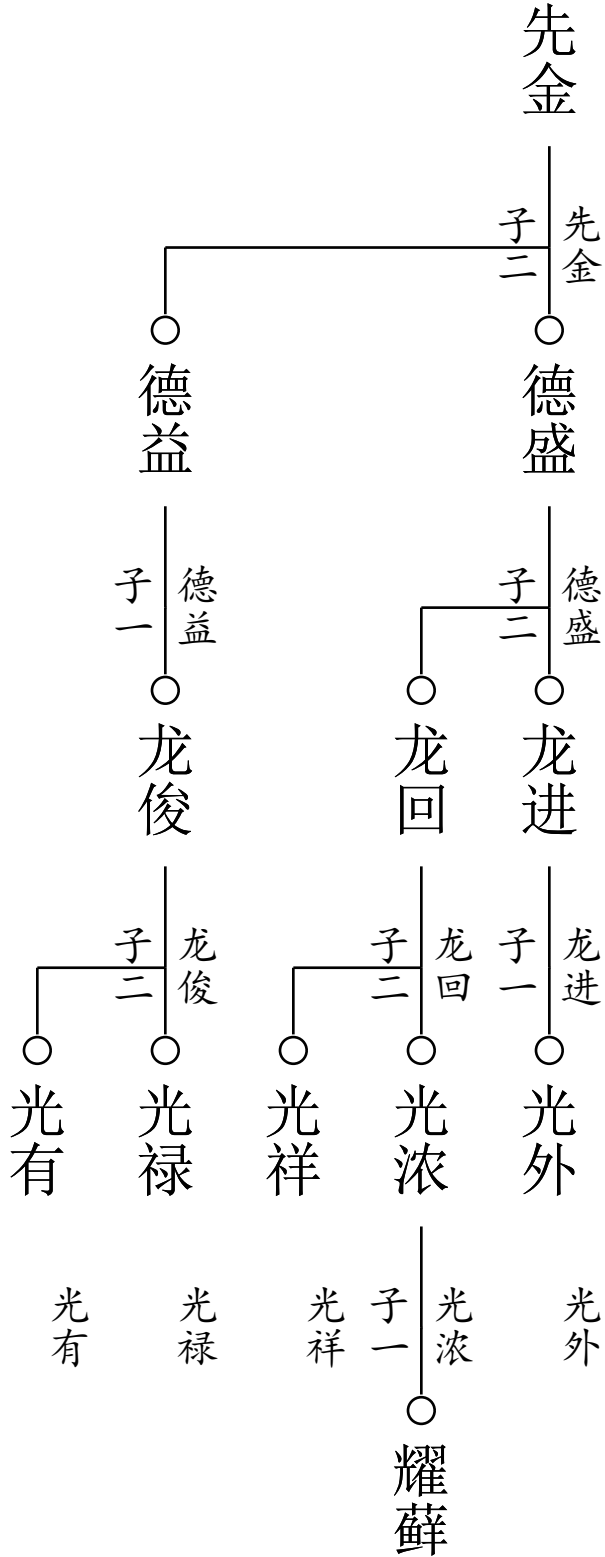 先金
先金
子二
德盛
德益
德盛
子二
德益
子一
龙进
龙回
龙俊
龙进
子一
龙回
子二
龙俊
子二
光外
光浓
光祥
光禄
光有
光外
光浓
子一
光祥
光禄
光有
耀藓